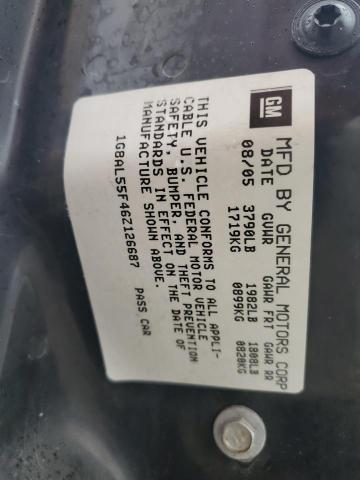 GM
MFD BY GENERAL MOTORS CORP
DATE GVWR GAWR FRT GAWR RR
08/05 3790LB 1982LB 1808LB
1719KG 0899KG 0820KG
THIS VEHICLE CONFORMS TO ALL APPLI-
CABLE U.S. FEDERAL MOTOR VEHICLE
SAFETY, BUMPER, AND THEFT PREVENTION
STANDARDS IN EFFECT ON THE DATE OF
MANUFACTURE SHOWN ABOVE.
1G8AL55F46Z126687 PASS CAR